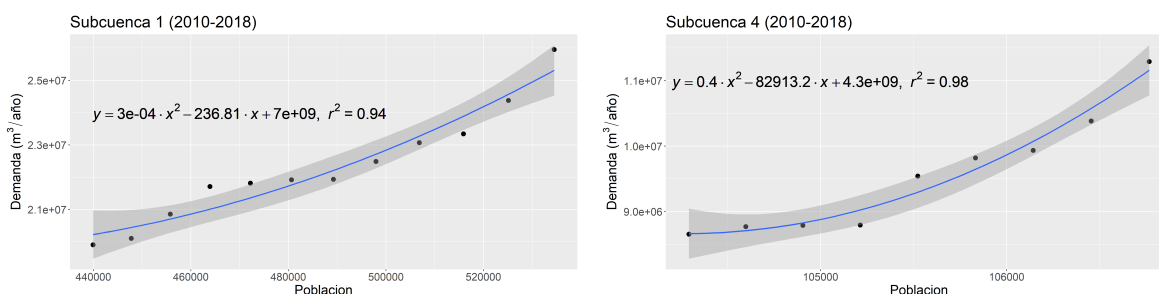 Subcuenca 1 (2010-2018)
Demanda (m³/año)
2.5e+07
2.3e+07
2.1e+07
y = 3e-04 · x² − 236.81 · x + 7e+09, r² = 0.94
440000 460000 480000 500000 520000
Poblacion
Subcuenca 4 (2010-2018)
Demanda (m³/año)
1.1e+07
1.0e+07
9.0e+06
y = 0.4 · x² − 82913.2 · x + 4.3e+09, r² = 0.98
105000 106000
Poblacion